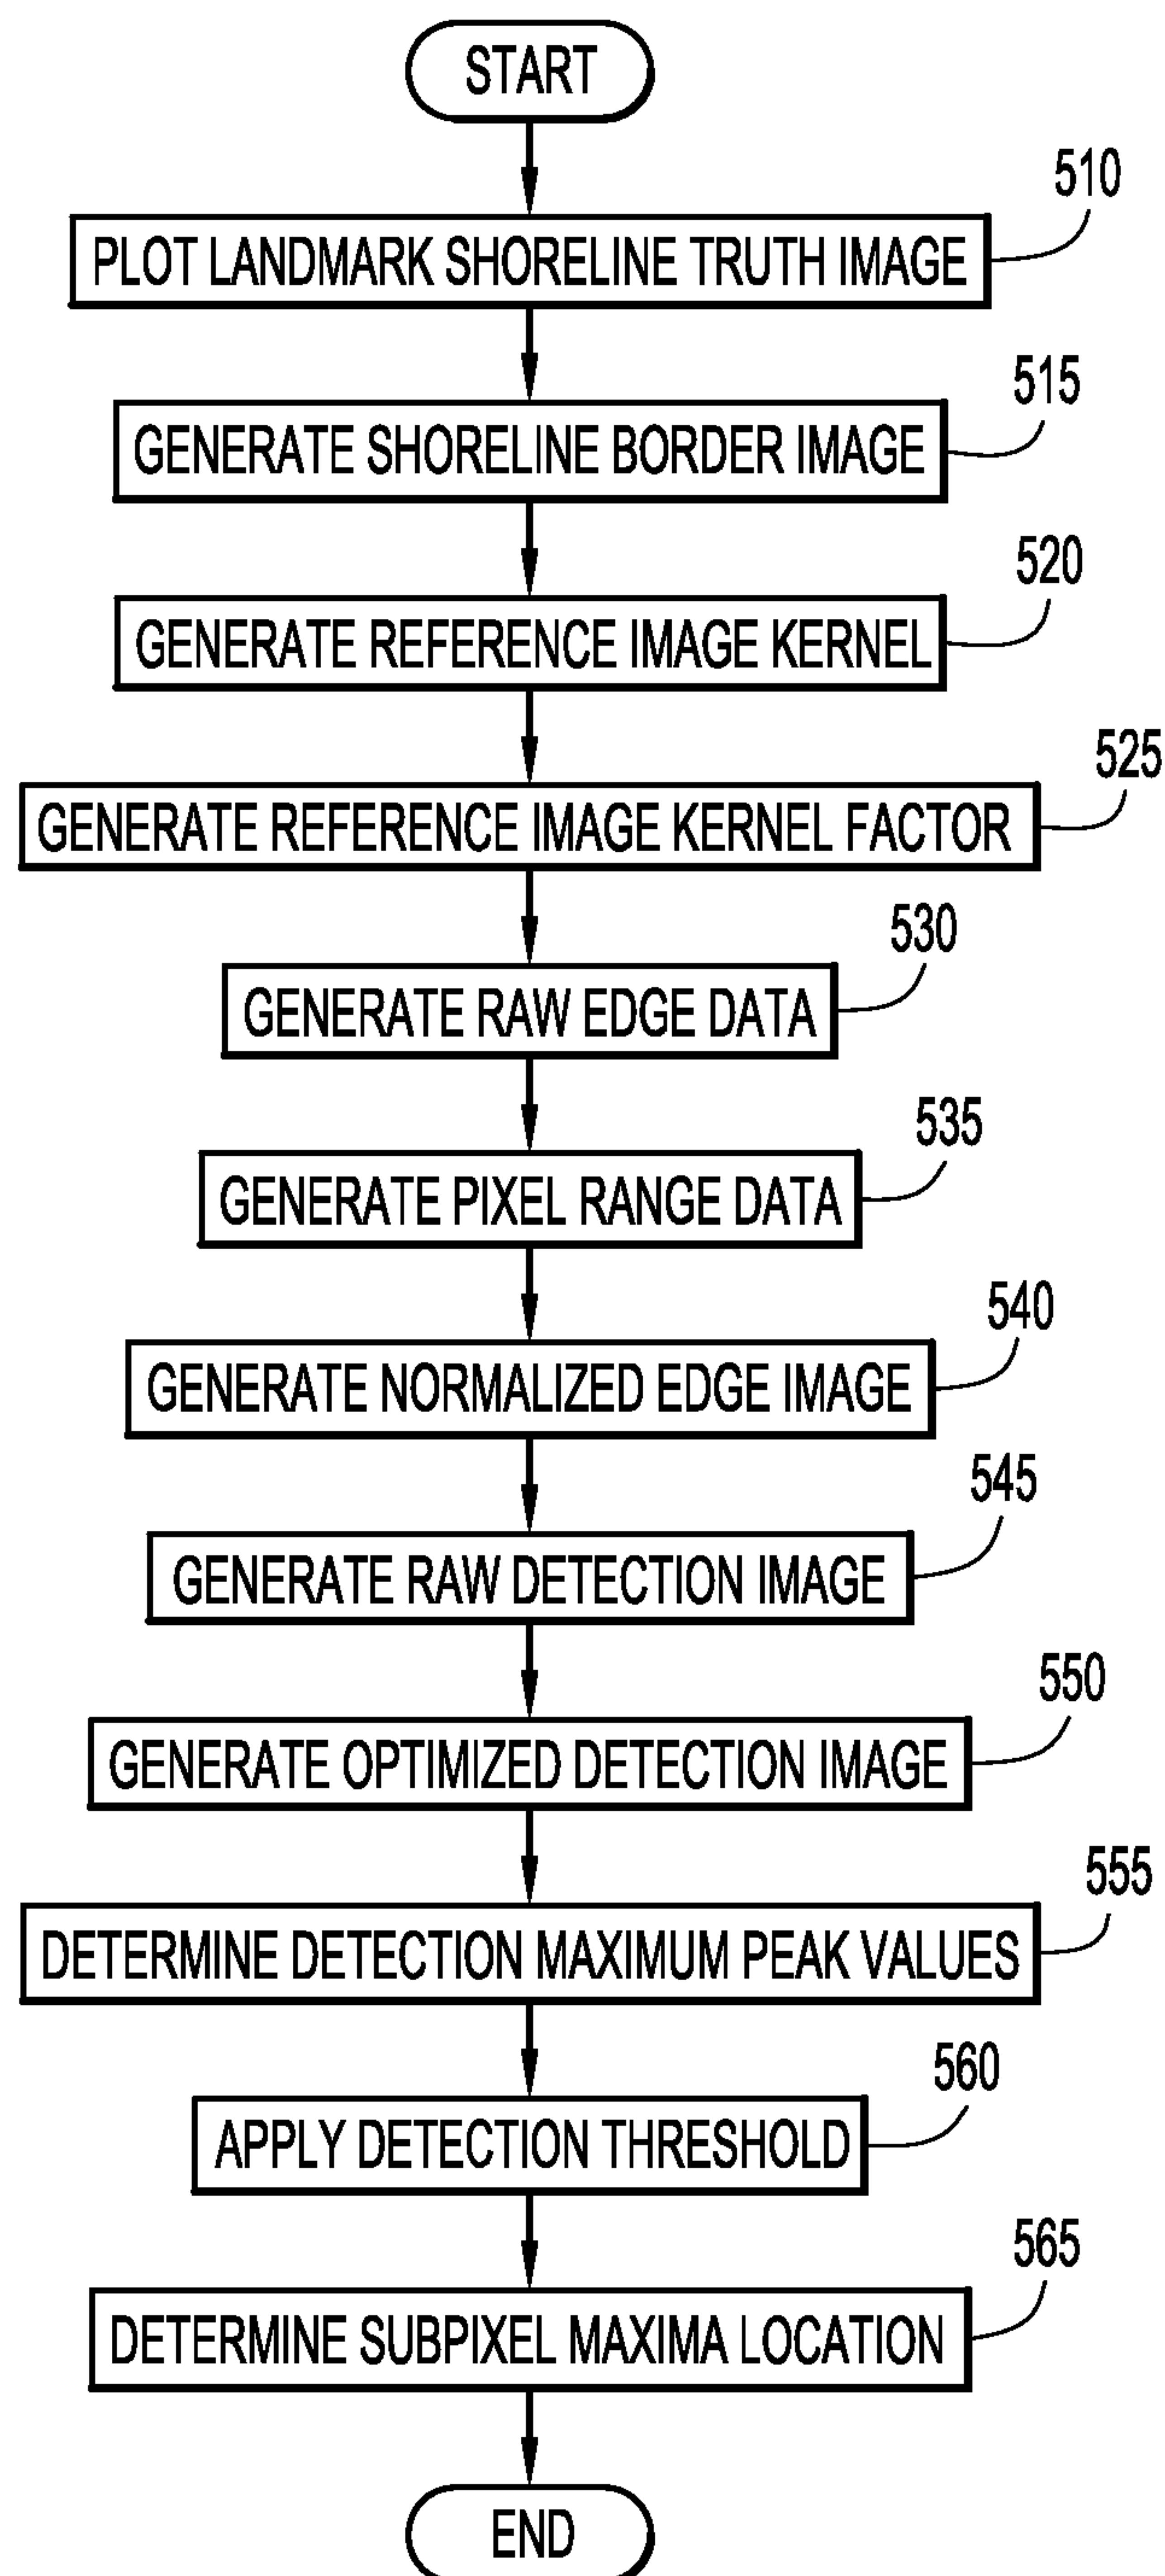 START
510
PLOT LANDMARK SHORELINE TRUTH IMAGE
515
GENERATE SHORELINE BORDER IMAGE
520
GENERATE REFERENCE IMAGE KERNEL
525
GENERATE REFERENCE IMAGE KERNEL FACTOR
530
GENERATE RAW EDGE DATA
535
GENERATE PIXEL RANGE DATA
540
GENERATE NORMALIZED EDGE IMAGE
545
GENERATE RAW DETECTION IMAGE
550
GENERATE OPTIMIZED DETECTION IMAGE
555
DETERMINE DETECTION MAXIMUM PEAK VALUES
560
APPLY DETECTION THRESHOLD
565
DETERMINE SUBPIXEL MAXIMA LOCATION
END